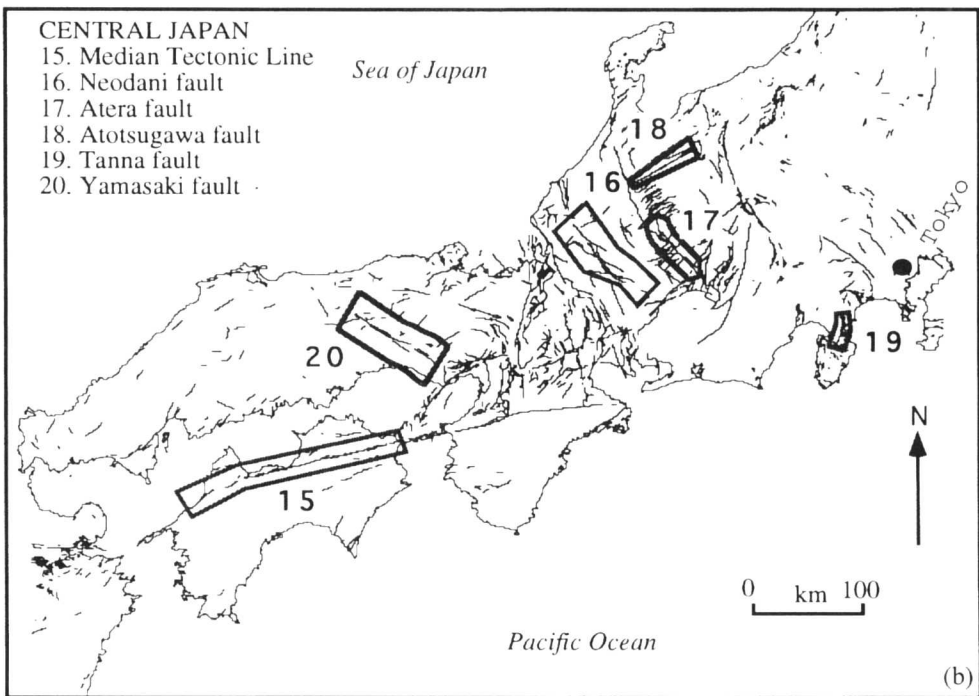 CENTRAL JAPAN
15. Median Tectonic Line
16. Neodani fault
17. Atera fault
18. Atotsugawa fault
19. Tanna fault
20. Yamasaki fault
Sea of Japan
18
16
17
Tokyo
20
19
N
15
0 km 100
Pacific Ocean
(b)